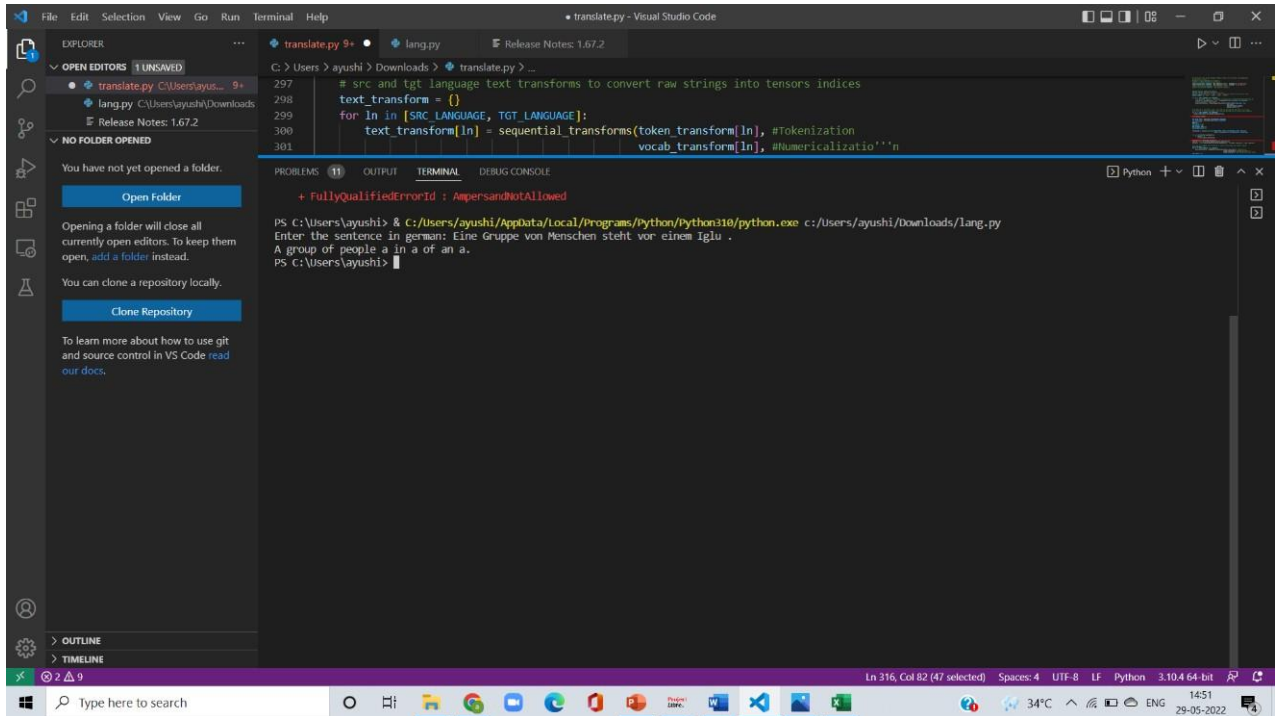 File Edit Selection View Go Run Terminal Help
● translate.py - Visual Studio Code
EXPLORER
OPEN EDITORS 1 UNSAVED
translate.py C:\Users\ayus... 9+
lang.py C:\Users\ayushi\Downloads
Release Notes: 1.67.2
NO FOLDER OPENED
You have not yet opened a folder.
Open Folder
Opening a folder will close all
currently open editors. To keep them
open, add a folder instead.
You can clone a repository locally.
Clone Repository
To learn more about how to use git
and source control in VS Code read
our docs.
OUTLINE
TIMELINE
translate.py 9+ ● lang.py Release Notes: 1.67.2
C: > Users > ayushi > Downloads > translate.py > ...
297 # src and tgt language text transforms to convert raw strings into tensors indices
298 text_transform = {}
299 for ln in [SRC_LANGUAGE, TGT_LANGUAGE]:
300 text_transform[ln] = sequential_transforms(token_transform[ln], #Tokenization
301 vocab_transform[ln], #Numericalizatio'''n
PROBLEMS 11 OUTPUT TERMINAL DEBUG CONSOLE
Python
+ FullyQualifiedErrorId : AmpersandNotAllowed
PS C:\Users\ayushi> & C:/Users/ayushi/AppData/Local/Programs/Python/Python310/python.exe c:/Users/ayushi/Downloads/lang.py
Enter the sentence in german: Eine Gruppe von Menschen steht vor einem Iglu .
A group of people a in a of an a.
PS C:\Users\ayushi>
2 9
Ln 316, Col 82 (47 selected) Spaces: 4 UTF-8 LF Python 3.10.4 64-bit
Type here to search
34°C ENG
14:51
29-05-2022
4